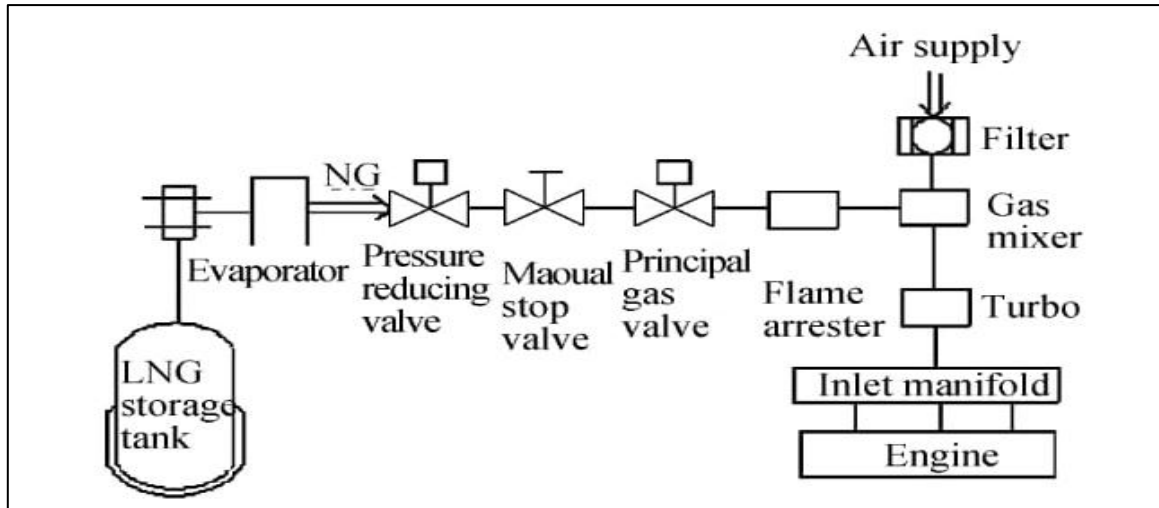 Air supply
Filter
NG
Gas
mixer
Evaporator
Pressure
reducing
valve
Maoual
stop
valve
Principal
gas
valve
Flame
arrester
Turbo
LNG
storage
tank
Inlet manifold
Engine